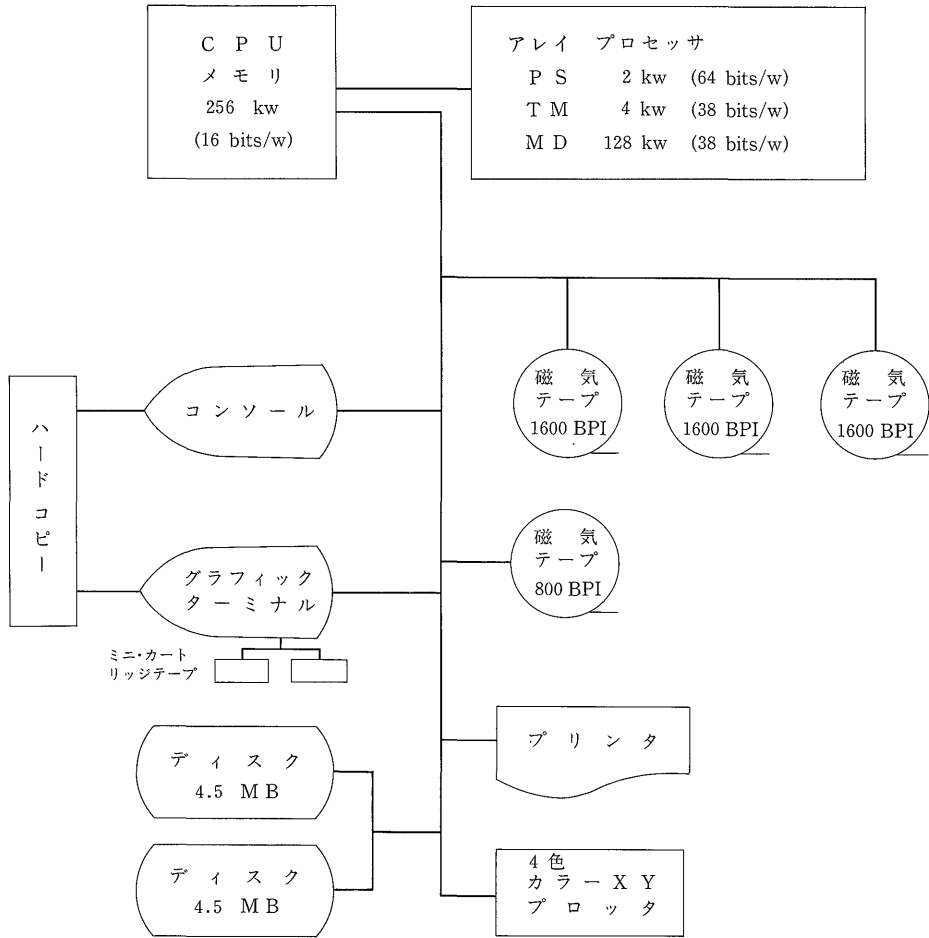 C P U
メモリ
256 kw
(16 bits/w)
アレイ プロセッサ
P S 2 kw (64 bits/w)
T M 4 kw (38 bits/w)
M D 128 kw (38 bits/w)
磁気
テープ
1600 BPI
磁気
テープ
1600 BPI
磁気
テープ
1600 BPI
ハードコピー
コンソール
磁気
テープ
800 BPI
グラフィック
ターミナル
ミニ・カート
リッジテープ
プリンタ
ディスク
4.5 M B
ディスク
4.5 M B
4色
カラーX Y
プロッタ